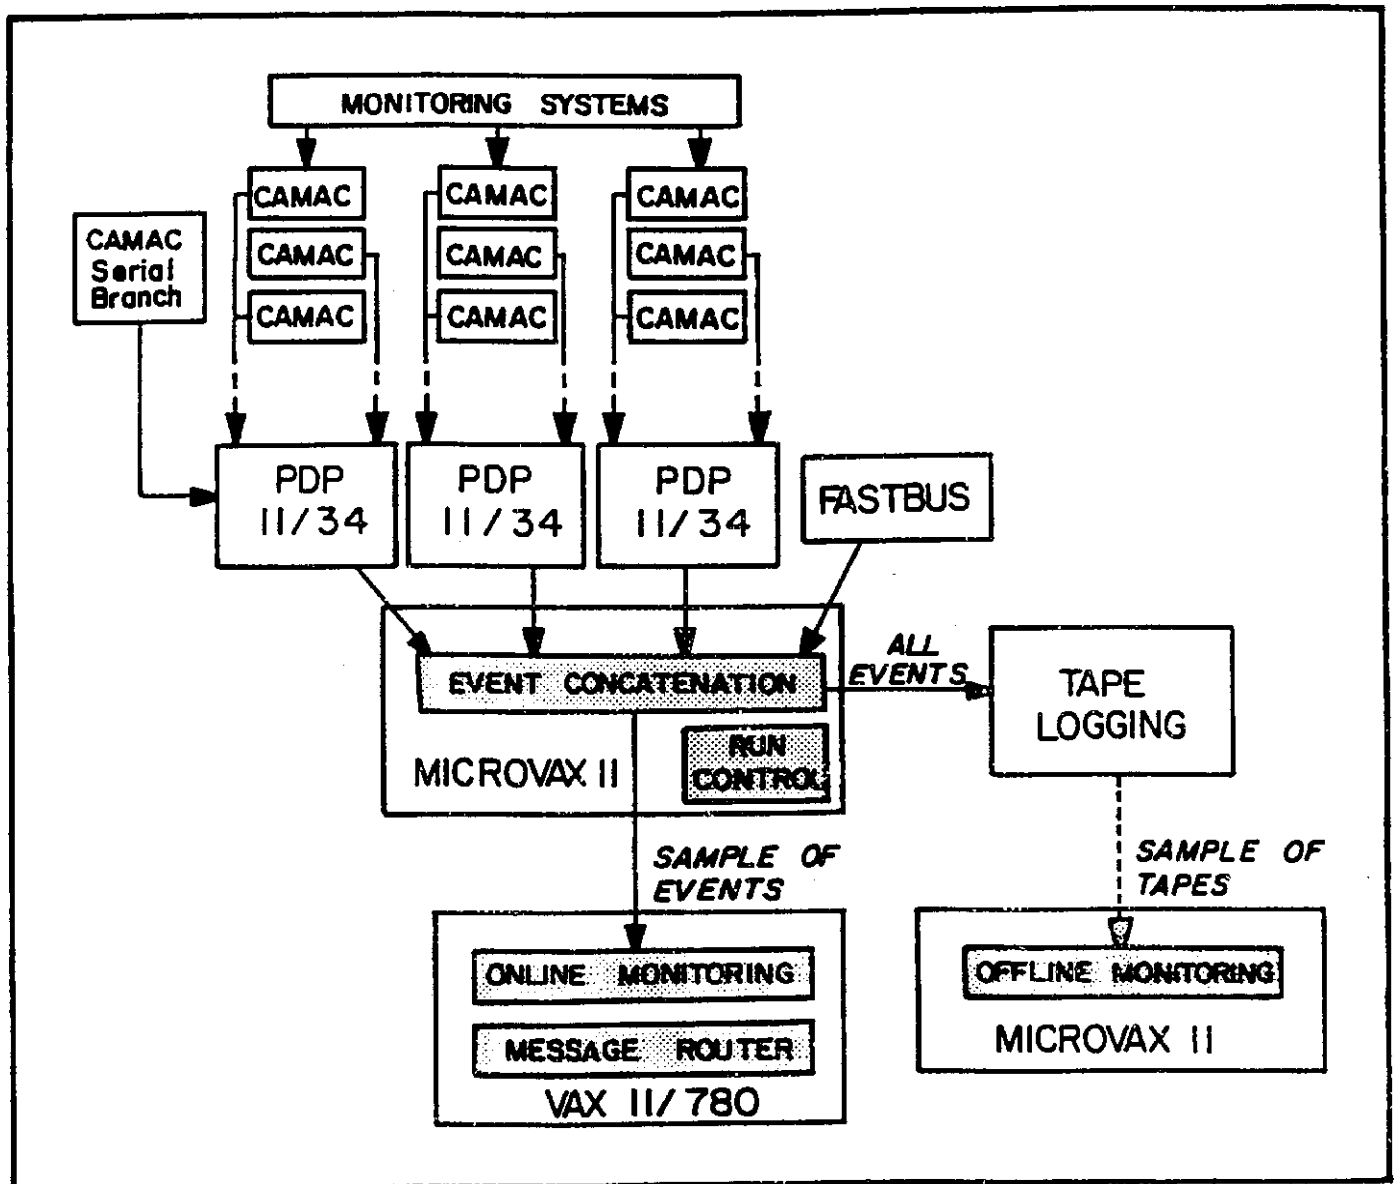 MONITORING SYSTEMS
CAMAC CAMAC CAMAC
CAMAC
Serial
Branch
CAMAC CAMAC CAMAC
CAMAC CAMAC CAMAC
PDP
11/34
PDP
11/34
PDP
11/34
FASTBUS
EVENT CONCATENATION
RUN
CONTROL
MICROVAX II
ALL
EVENTS
TAPE
LOGGING
SAMPLE OF
EVENTS
SAMPLE OF
TAPES
ONLINE MONITORING
MESSAGE ROUTER
VAX 11/780
OFFLINE MONITORING
MICROVAX II